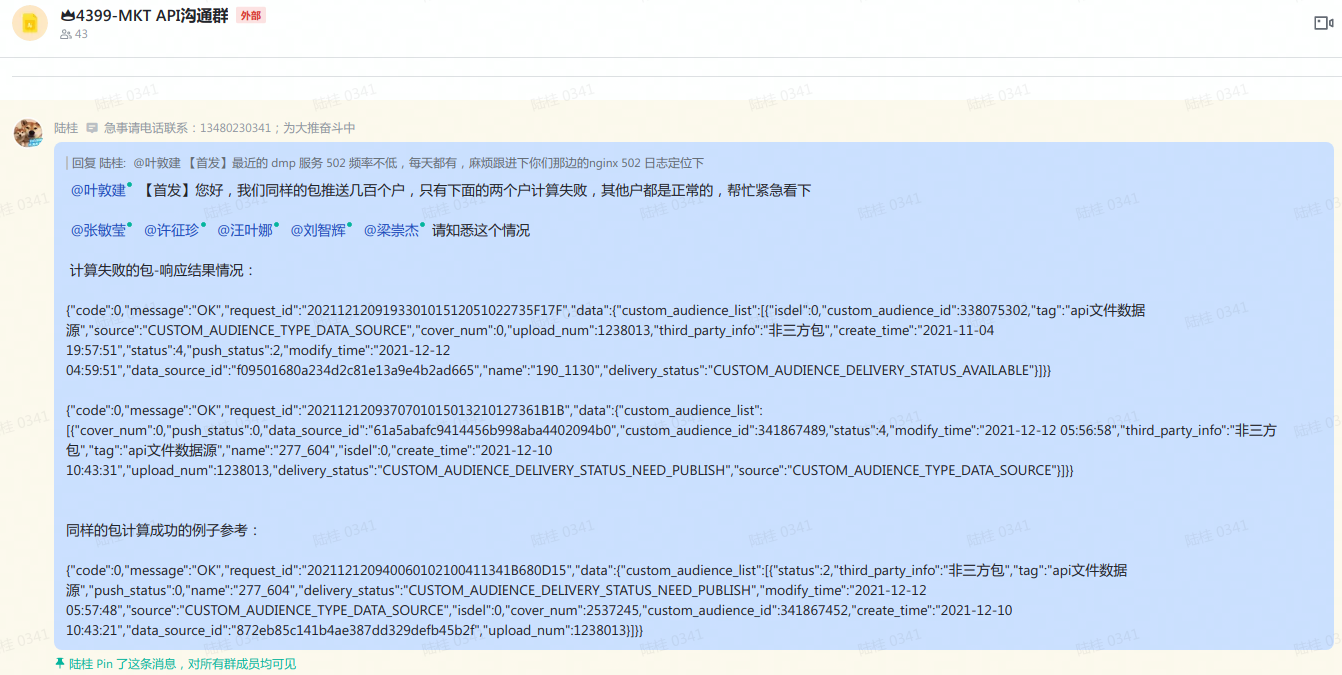 4399-MKT API沟通群 外部
43
陆桂 急事请电话联系：13480230341；为大推奋斗中
回复 陆桂: @叶敦建 【首发】最近的 dmp 服务 502 频率不低，每天都有，麻烦跟进下你们那边的nginx 502 日志定位下
@叶敦建 【首发】您好，我们同样的包推送几百个户，只有下面的两个户计算失败，其他户都是正常的，帮忙紧急看下
@张敏莹 @许征珍 @汪叶娜 @刘智辉 @梁崇杰 请知悉这个情况
计算失败的包-响应结果情况：
{"code":0,"message":"OK","request_id":"202112120919330101512051022735F17F","data":{"custom_audience_list":[{"isdel":0,"custom_audience_id":338075302,"tag":"api文件数据
源","source":"CUSTOM_AUDIENCE_TYPE_DATA_SOURCE","cover_num":0,"upload_num":1238013,"third_party_info":"非三方包","create_time":"2021-11-04
19:57:51","status":4,"push_status":2,"modify_time":"2021-12-12
04:59:51","data_source_id":"f09501680a234d2c81e13a9e4b2ad665","name":"190_1130","delivery_status":"CUSTOM_AUDIENCE_DELIVERY_STATUS_AVAILABLE"}]}}
{"code":0,"message":"OK","request_id":"2021121209370701015013210127361B1B","data":{"custom_audience_list":
[{"cover_num":0,"push_status":0,"data_source_id":"61a5abafc9414456b998aba4402094b0","custom_audience_id":341867489,"status":4,"modify_time":"2021-12-12 05:56:58","third_party_info":"非三方
包","tag":"api文件数据源","name":"277_604","isdel":0,"create_time":"2021-12-10
10:43:31","upload_num":1238013,"delivery_status":"CUSTOM_AUDIENCE_DELIVERY_STATUS_NEED_PUBLISH","source":"CUSTOM_AUDIENCE_TYPE_DATA_SOURCE"}]}}
同样的包计算成功的例子参考：
{"code":0,"message":"OK","request_id":"202112120940060102100411341B680D15","data":{"custom_audience_list":[{"status":2,"third_party_info":"非三方包","tag":"api文件数据
源","push_status":0,"name":"277_604","delivery_status":"CUSTOM_AUDIENCE_DELIVERY_STATUS_NEED_PUBLISH","modify_time":"2021-12-12
05:57:48","source":"CUSTOM_AUDIENCE_TYPE_DATA_SOURCE","isdel":0,"cover_num":2537245,"custom_audience_id":341867452,"create_time":"2021-12-10
10:43:21","data_source_id":"872eb85c141b4ae387dd329defb45b2f","upload_num":1238013}]}}
陆桂 Pin 了这条消息，对所有群成员均可见
陆桂 0341